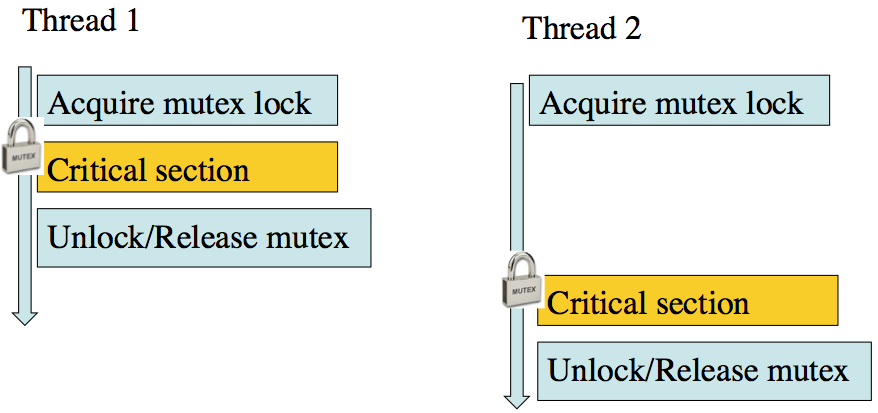 Thread 1
Acquire mutex lock
MUTEX
Critical section
Unlock/Release mutex
Thread 2
Acquire mutex lock
MUTEX
Critical section
Unlock/Release mutex